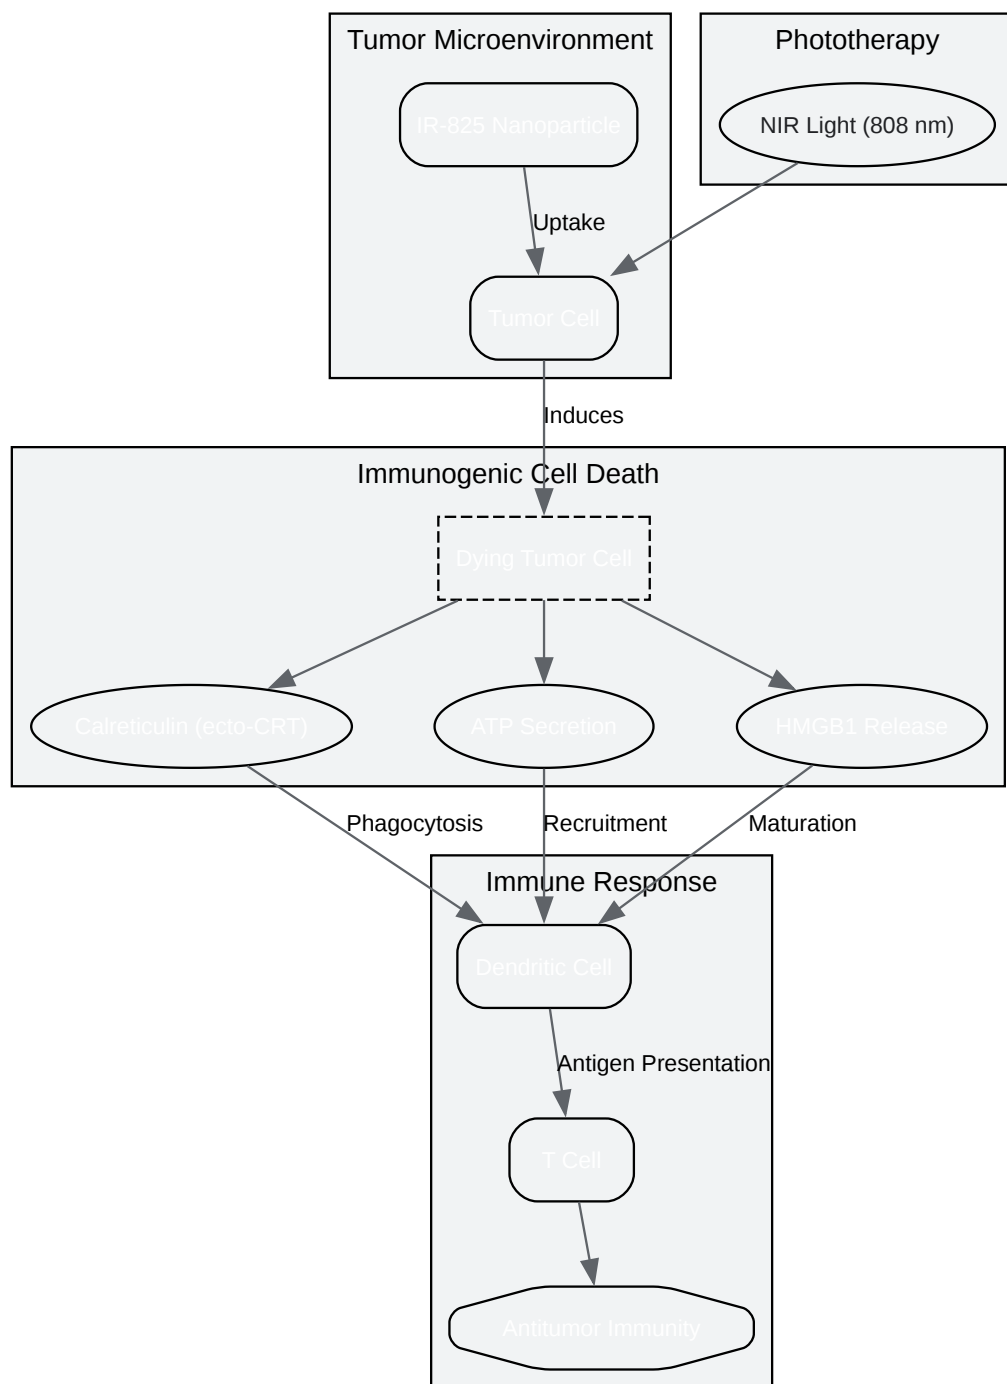 Tumor Microenvironment
Phototherapy
IR-825 Nanoparticle
NIR Light (808 nm)
Uptake
Tumor Cell
Induces
Immunogenic Cell Death
Dying Tumor Cell
Calreticulin (ecto-CRT)
ATP Secretion
HMGB1 Release
Phagocytosis
Recruitment
Maturation
Immune Response
Dendritic Cell
Antigen Presentation
T Cell
Antitumor Immunity